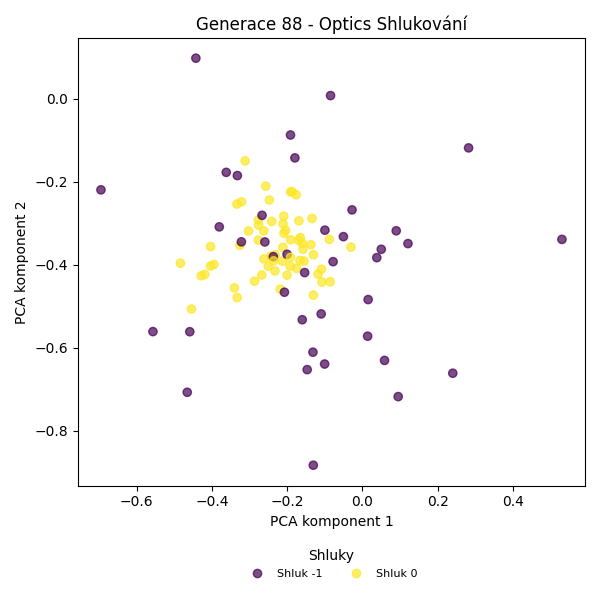 Generace 88 - Optics Shlukování
0.0
−0.2
−0.4
−0.6
−0.8
PCA komponent 2
−0.6 −0.4 −0.2 0.0 0.2 0.4
PCA komponent 1
Shluky
Shluk -1 Shluk 0